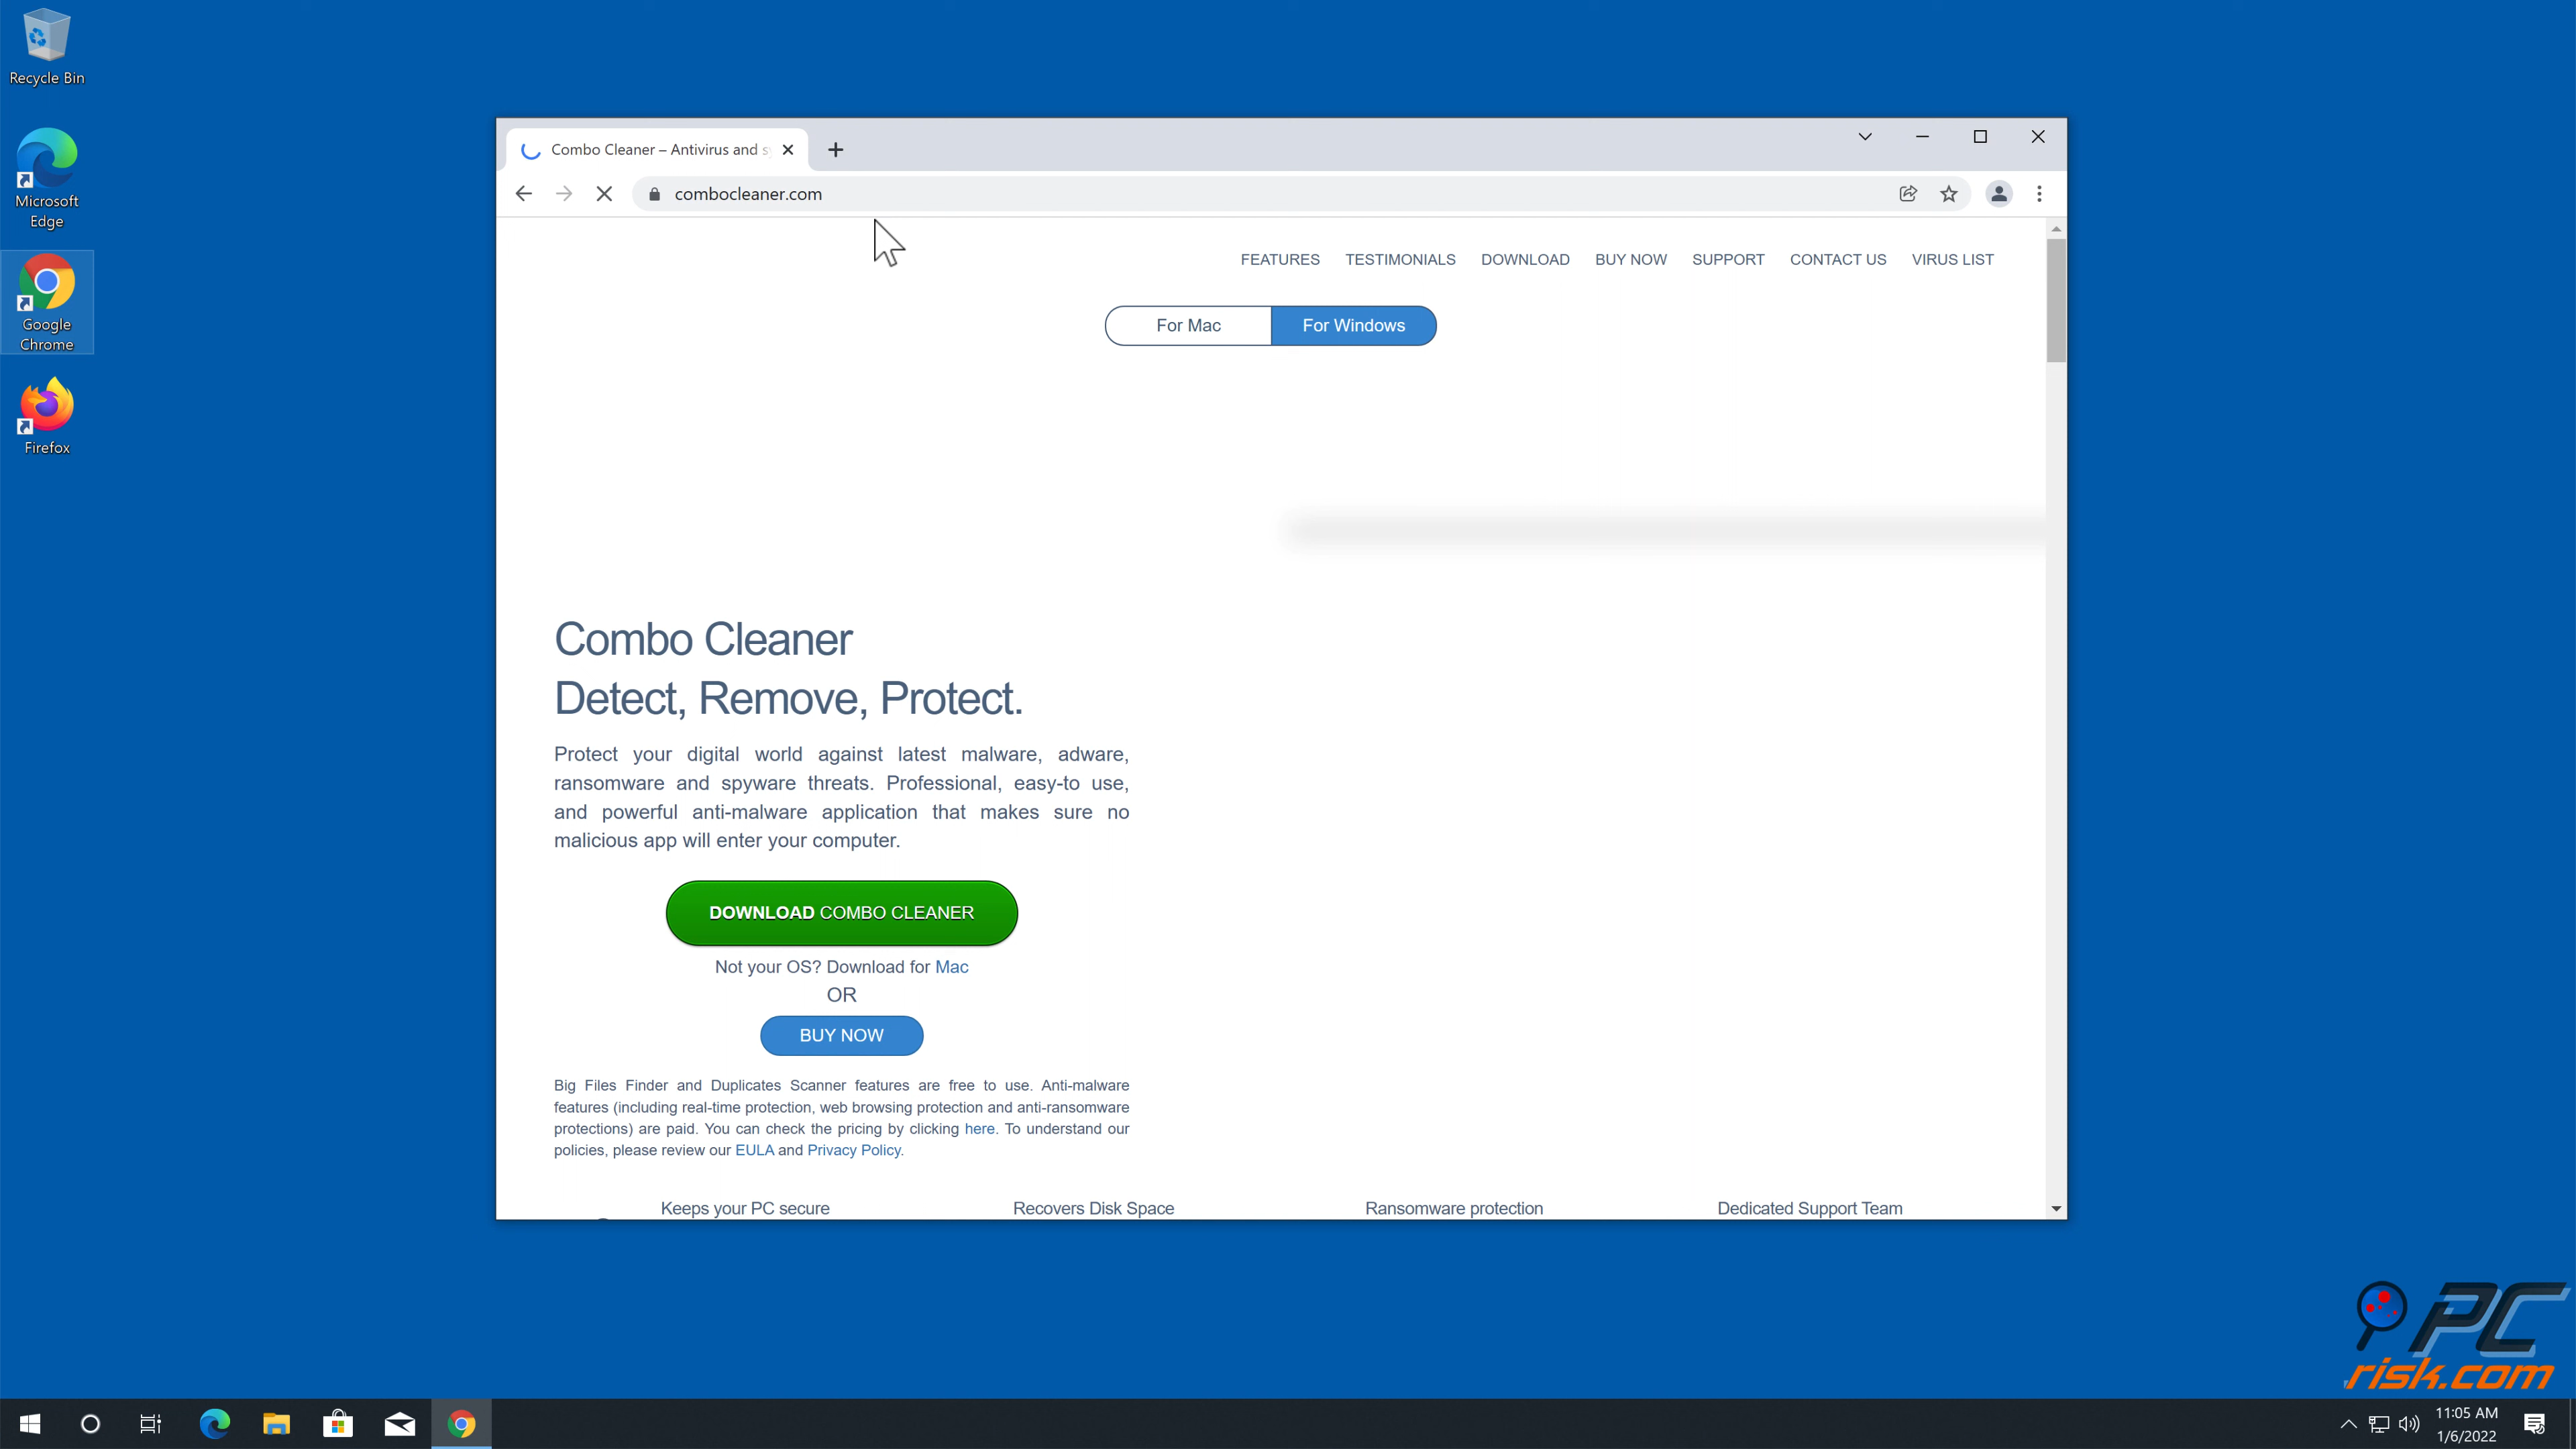 Recycle Bin
Microsoft
Edge
Google
Chrome
Firefox
Combo Cleaner – Antivirus and
combocleaner.com
FEATURES TESTIMONIALS DOWNLOAD BUY NOW SUPPORT CONTACT US VIRUS LIST
For Mac For Windows
Combo Cleaner
Detect, Remove, Protect.
Protect your digital world against latest malware, adware,
ransomware and spyware threats. Professional, easy-to use,
and powerful anti-malware application that makes sure no
malicious app will enter your computer.
DOWNLOAD COMBO CLEANER
Not your OS? Download for Mac
OR
BUY NOW
Big Files Finder and Duplicates Scanner features are free to use. Anti-malware
features (including real-time protection, web browsing protection and anti-ransomware
protections) are paid. You can check the pricing by clicking here. To understand our
policies, please review our EULA and Privacy Policy.
Keeps your PC secure Recovers Disk Space Ransomware protection Dedicated Support Team
PC
risk.com
11:05 AM
1/6/2022